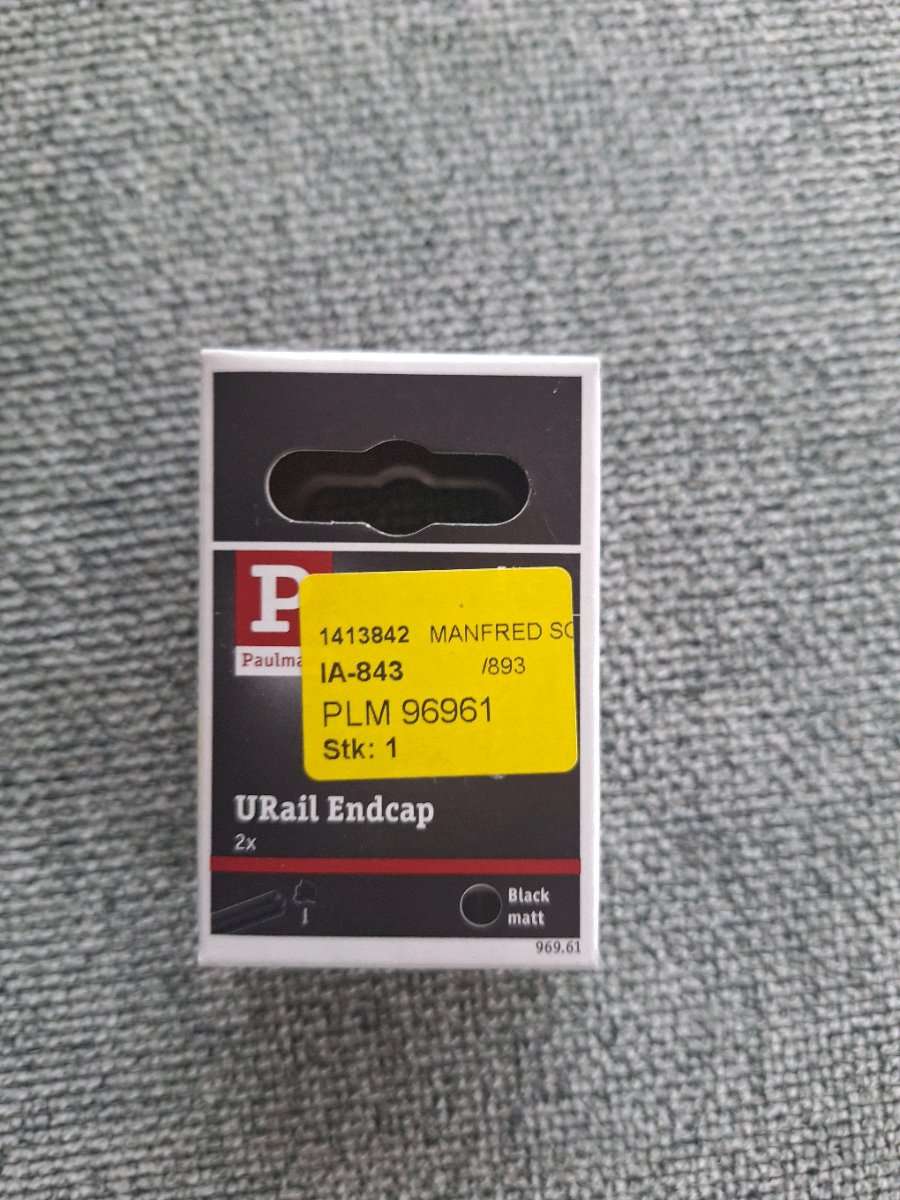 P
Paulma
1413842 MANFRED SC
IA-843 /893
PLM 96961
Stk: 1
URail Endcap
2x
Black
matt
969.61